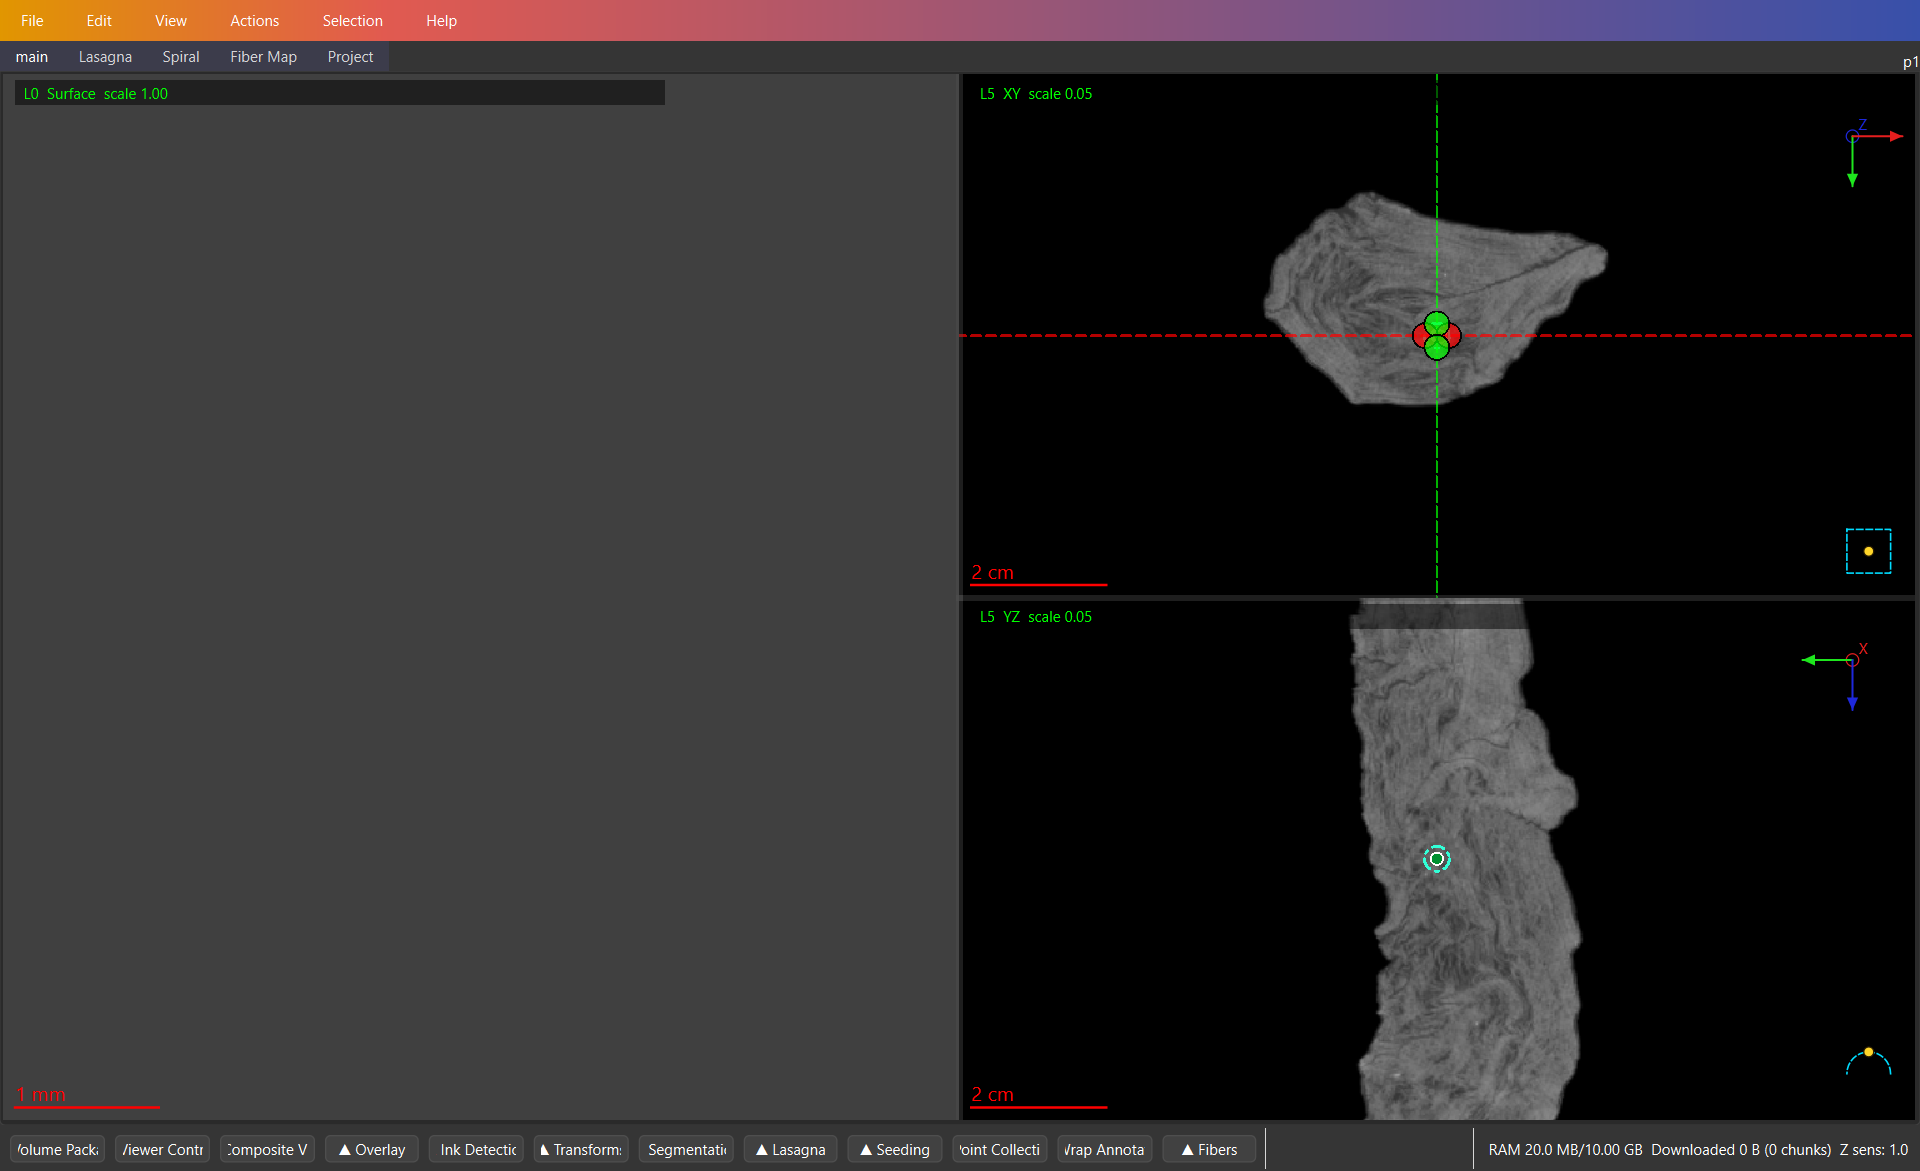 File Edit View Actions Selection Help
main Lasagna Spiral Fiber Map Project
p1
L0 Surface scale 1.00
L5 XY scale 0.05
Z
2 cm
L5 YZ scale 0.05
X
1 mm
2 cm
olume Packa iewer Contr omposite V ▲ Overlay Ink Detectic ▲ Transform Segmentati ▲ Lasagna ▲ Seeding oint Collecti rap Annota ▲ Fibers
RAM 20.0 MB/10.00 GB Downloaded 0 B (0 chunks) Z sens: 1.0